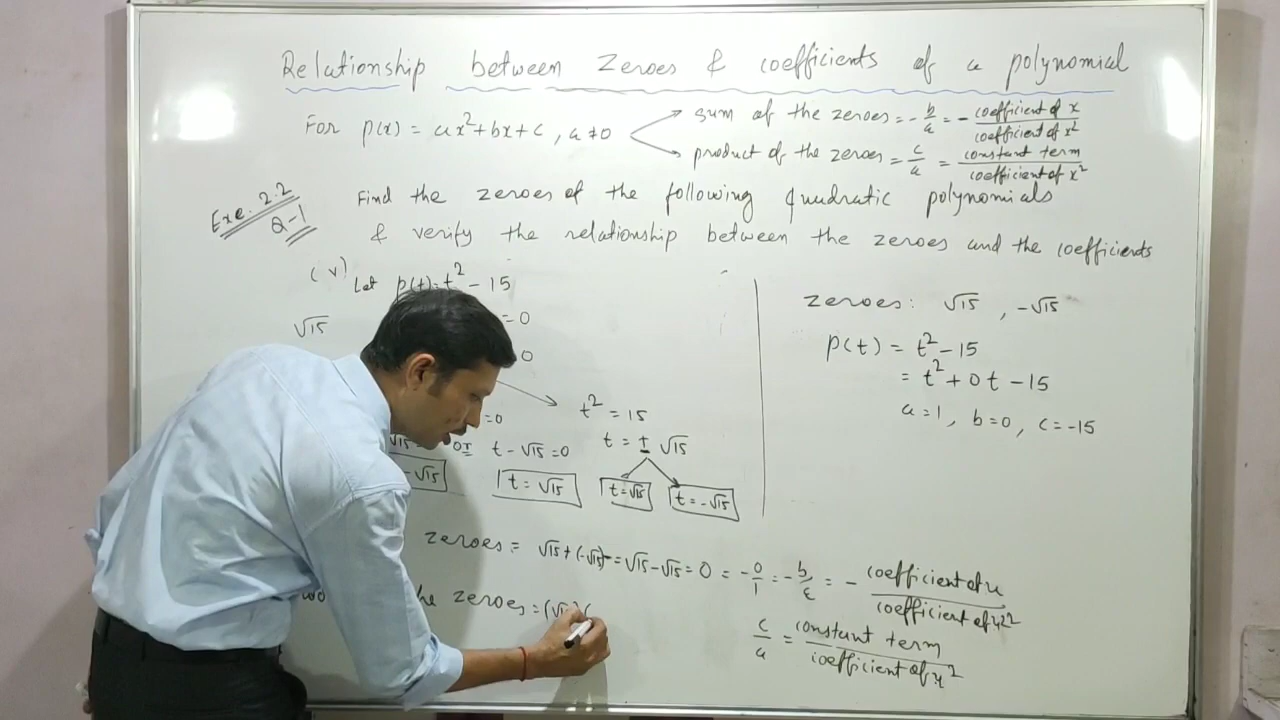 Relationship between Zeroes & coefficients of a polynomial
For p(x) = ax²+bx+c, a≠0
sum of the zeroes = -b/a = - coefficient of x / coefficient of x²
product of the zeroes = c/a = constant term / coefficient of x²
Exe. 2.2
Q-1
Find the zeroes of the following quadratic polynomials
& verify the relationship between the zeroes and the coefficients
(v) Let p(t)=t² - 15
√15
=0
0
=0
or t - √15 =0
-√15
t = √15
t² = 15
t = ± √15
t=√15
t = -√15
zeroes: √15 , -√15
p(t) = t² - 15
= t² + 0t - 15
a=1, b=0, c=-15
zeroes = √15+(-√15) = √15-√15 = 0 = -0/1 = -b/a = - coefficient of x / coefficient of x²
he zeroes = (√15)(
c/a = constant term / coefficient of x²